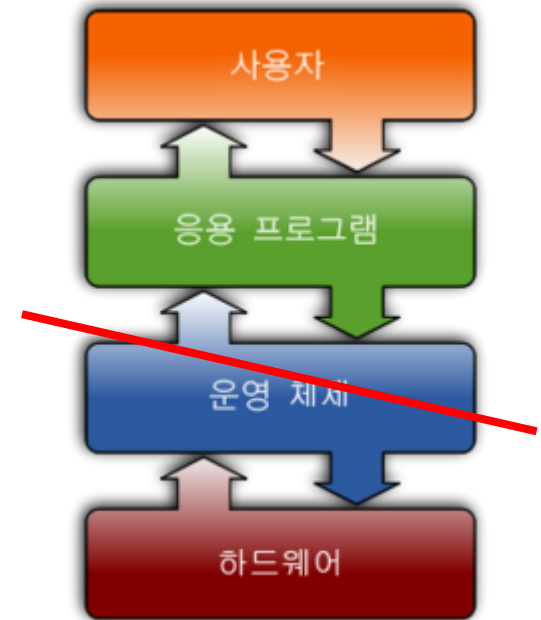 사용자
응용 프로그램
운영 체제
하드웨어